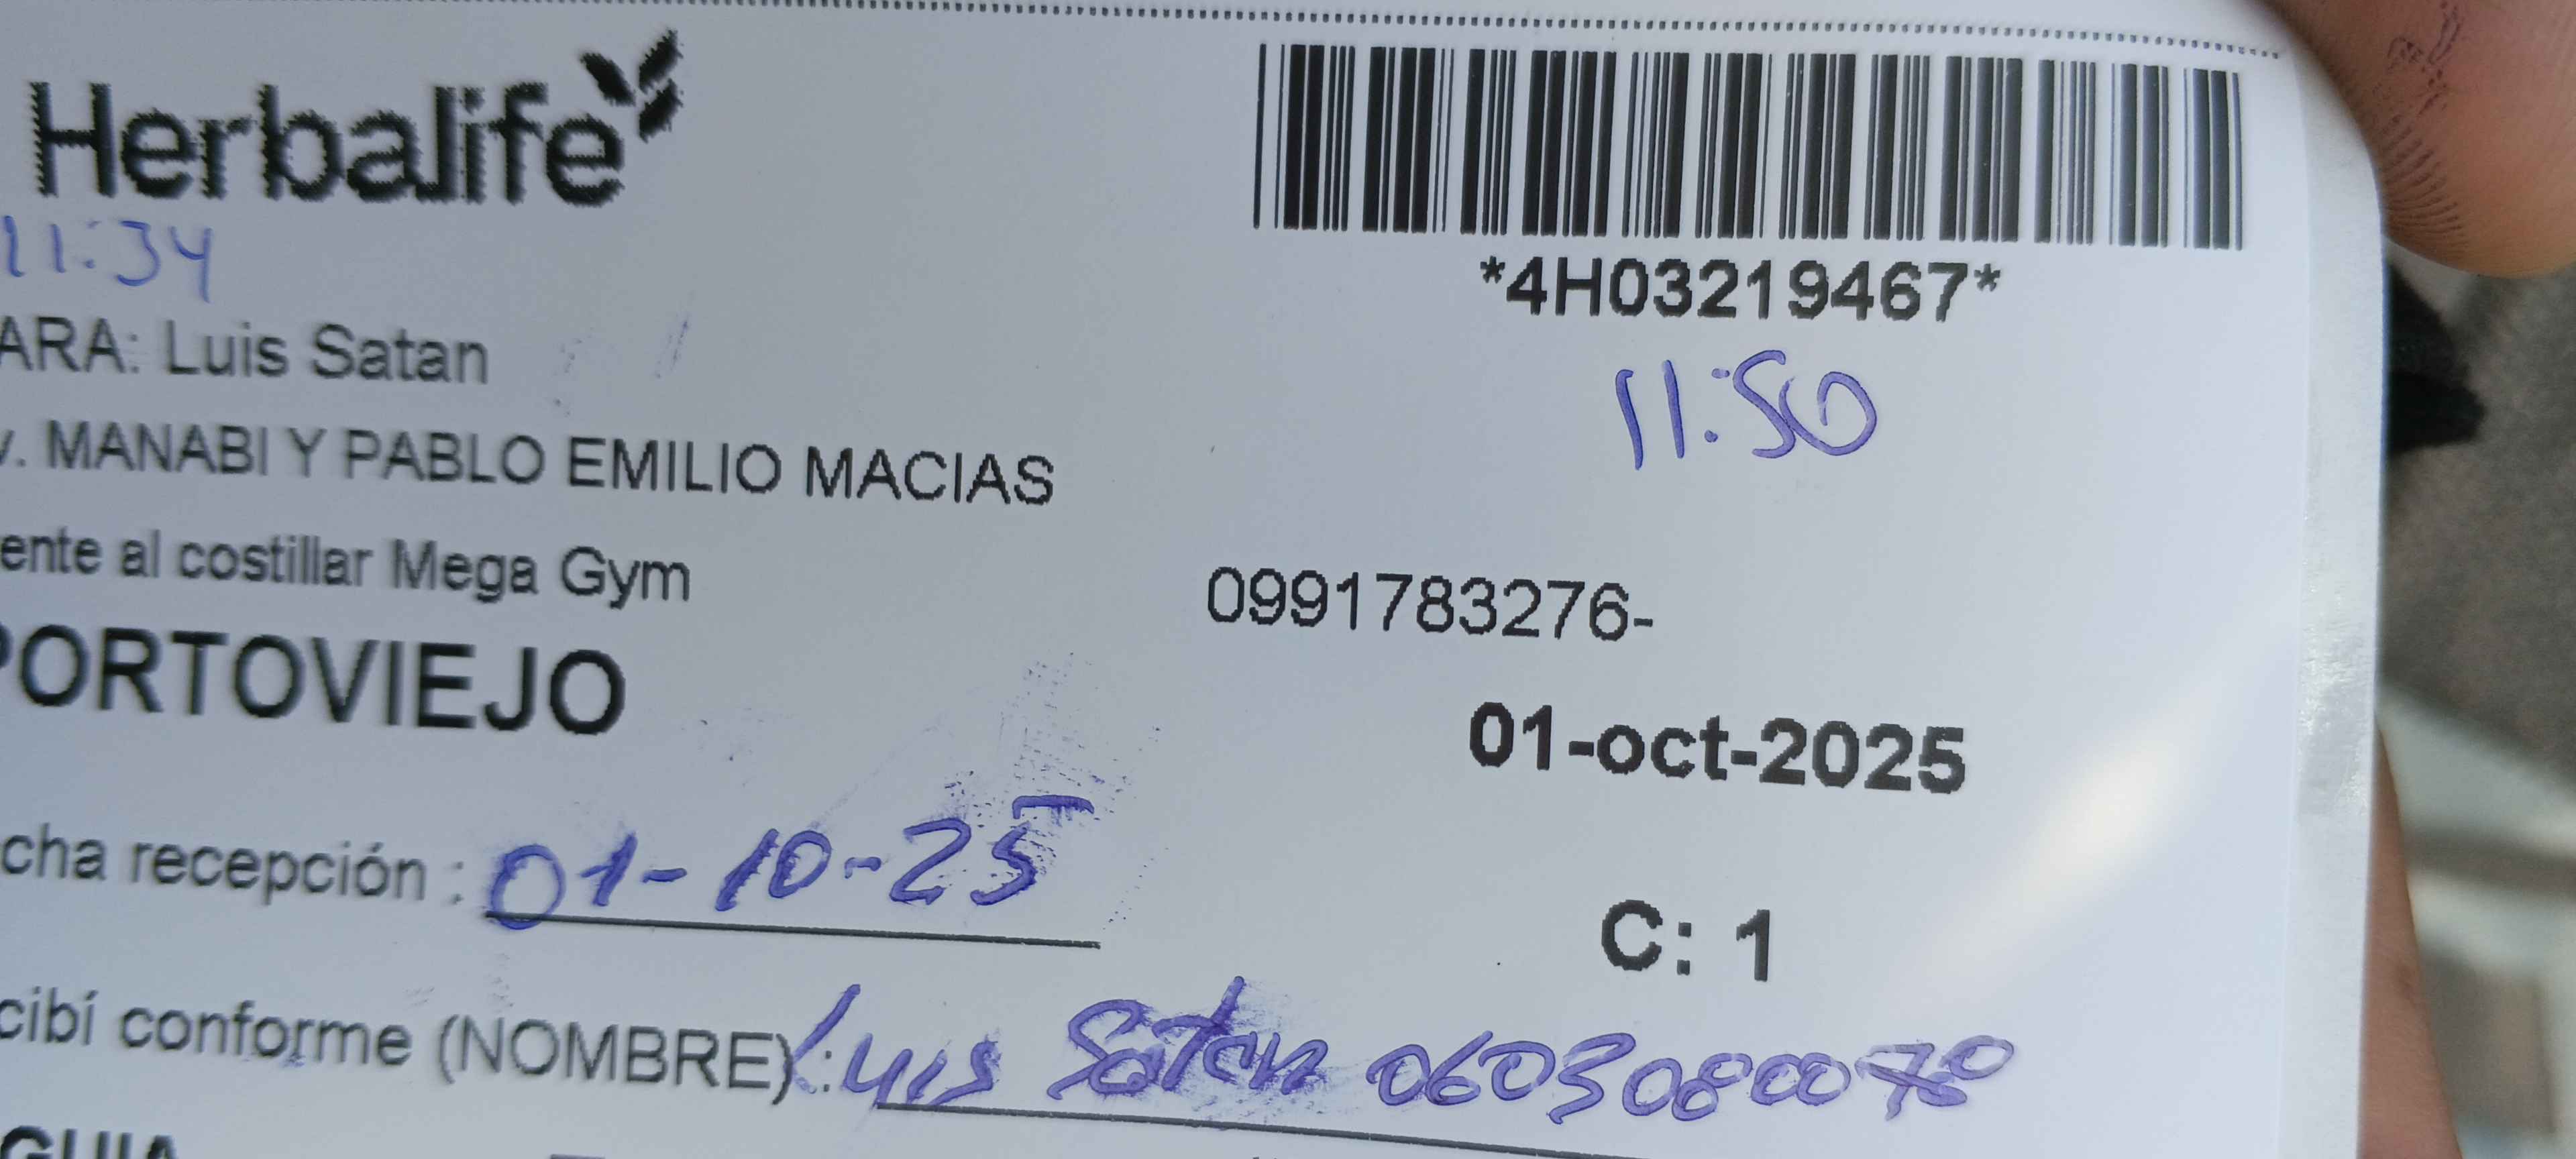 Herbalife
*4H03219467*
11:34
11:50
ARA: Luis Satan
v. MANABI Y PABLO EMILIO MACIAS
ente al costillar Mega Gym
0991783276-
PORTOVIEJO
01-oct-2025
cha recepción : 01-10-25
C: 1
cibí conforme (NOMBRE): Luis Satan
GUIA